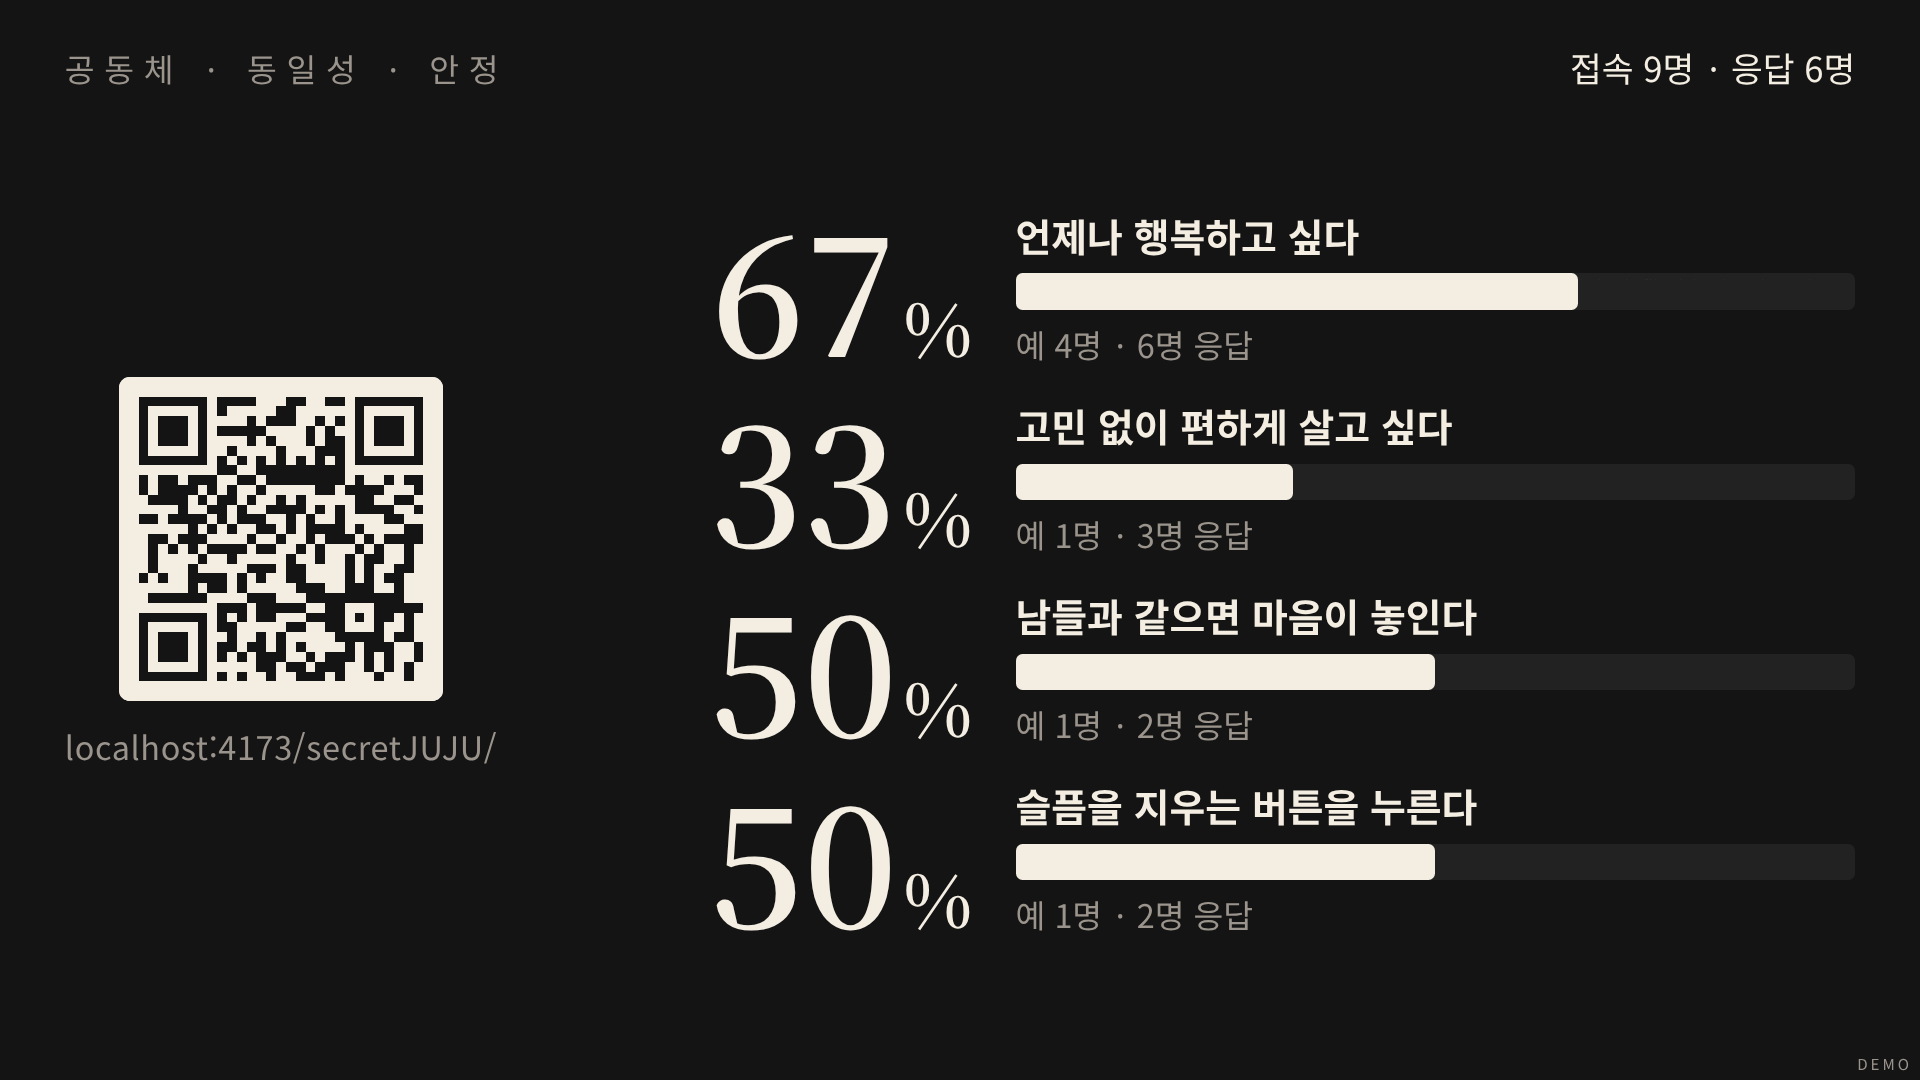 공동체 · 동일성 · 안정
접속 9명 · 응답 6명
67%
언제나 행복하고 싶다
예 4명 · 6명 응답
33%
고민 없이 편하게 살고 싶다
예 1명 · 3명 응답
50%
남들과 같으면 마음이 놓인다
예 1명 · 2명 응답
50%
슬픔을 지우는 버튼을 누른다
예 1명 · 2명 응답
localhost:4173/secretJUJU/
DEMO